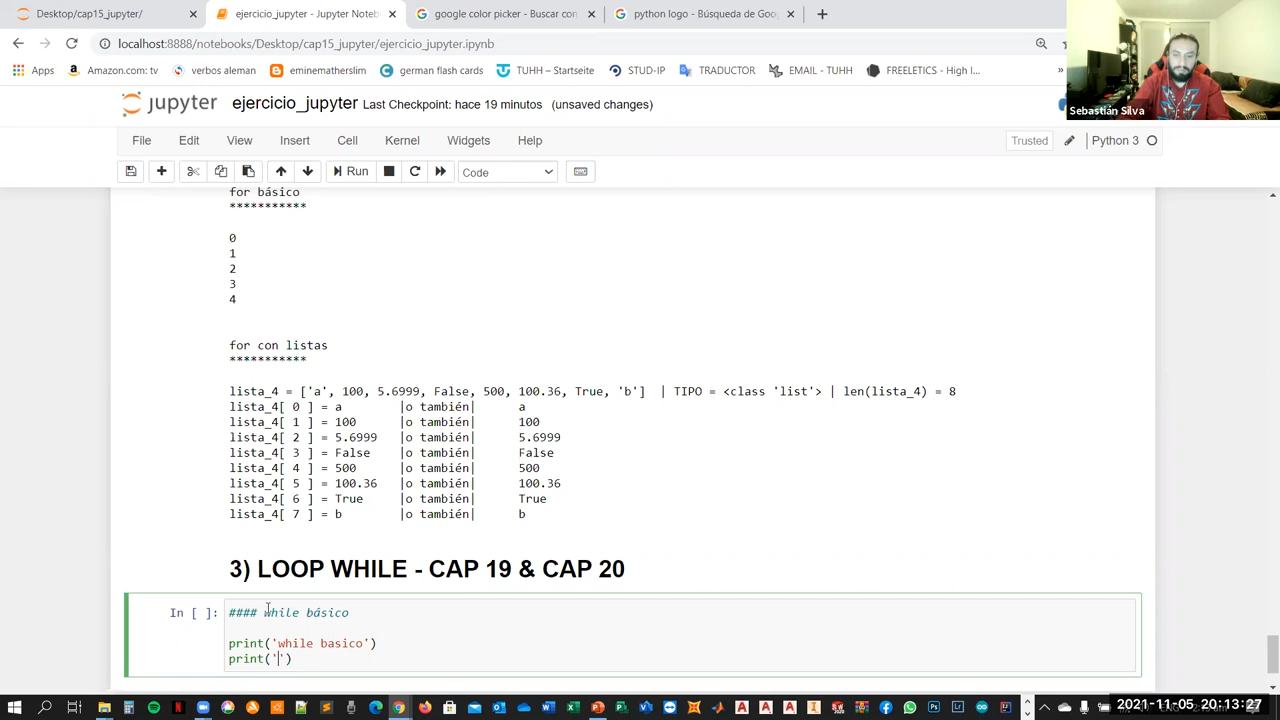 Desktop/cap15_jupyter/
ejercicio_jupyter - Jupyter Noteb
google color picker - Buscar con
python logo - Búsqueda de Goo
localhost:8888/notebooks/Desktop/cap15_jupyter/ejercicio_jupyter.ipynb
Apps
Amazon.com: tv
verbos aleman
eminematherslim
german flash cards
TUHH – Startseite
STUD-IP
TRADUCTOR
EMAIL - TUHH
FREELETICS - High I...
Sebastián Silva
jupyter ejercicio_jupyter Last Checkpoint: hace 19 minutos (unsaved changes)
File Edit View Insert Cell Kernel Widgets Help
Trusted
Python 3
Run
Code
for básico
***********
0
1
2
3
4
for con listas
***********
lista_4 = ['a', 100, 5.6999, False, 500, 100.36, True, 'b'] | TIPO = <class 'list'> | len(lista_4) = 8
lista_4[ 0 ] = a |o también| a
lista_4[ 1 ] = 100 |o también| 100
lista_4[ 2 ] = 5.6999 |o también| 5.6999
lista_4[ 3 ] = False |o también| False
lista_4[ 4 ] = 500 |o también| 500
lista_4[ 5 ] = 100.36 |o también| 100.36
lista_4[ 6 ] = True |o también| True
lista_4[ 7 ] = b |o también| b
3) LOOP WHILE - CAP 19 & CAP 20
In [ ]:
#### while básico
print('while basico')
print('')
2021-11-05 20:13:27